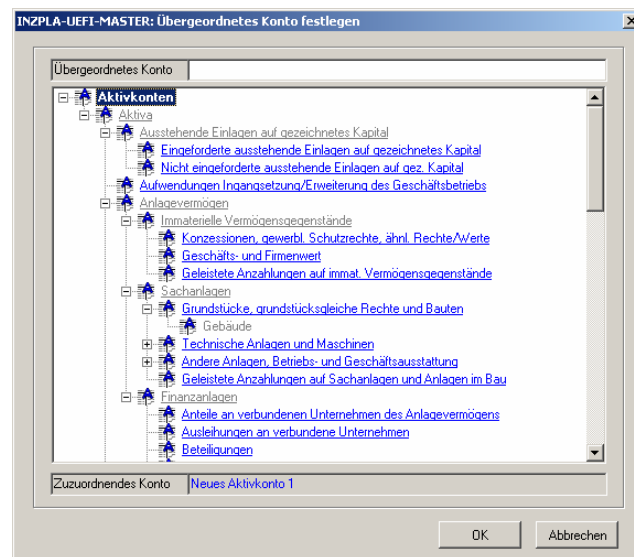 INZPLA-UEFI-MASTER: Übergeordnetes Konto festlegen
Übergeordnetes Konto
Aktivkonten
Aktiva
Ausstehende Einlagen auf gezeichnetes Kapital
Eingeforderte ausstehende Einlagen auf gezeichnetes Kapital
Nicht eingeforderte ausstehende Einlagen auf gez. Kapital
Aufwendungen Ingangsetzung/Erweiterung des Geschäftsbetriebs
Anlagevermögen
Immaterielle Vermögensgegenstände
Konzessionen, gewerbl. Schutzrechte, ähnl. Rechte/Werte
Geschäfts- und Firmenwert
Geleistete Anzahlungen auf immat. Vermögensgegenstände
Sachanlagen
Grundstücke, grundstücksgleiche Rechte und Bauten
Gebäude
Technische Anlagen und Maschinen
Andere Anlagen, Betriebs- und Geschäftsausstattung
Geleistete Anzahlungen auf Sachanlagen und Anlagen im Bau
Finanzanlagen
Anteile an verbundenen Unternehmen des Anlagevermögens
Ausleihungen an verbundene Unternehmen
Beteiligungen
Zuzuordnendes Konto Neues Aktivkonto 1
OK Abbrechen